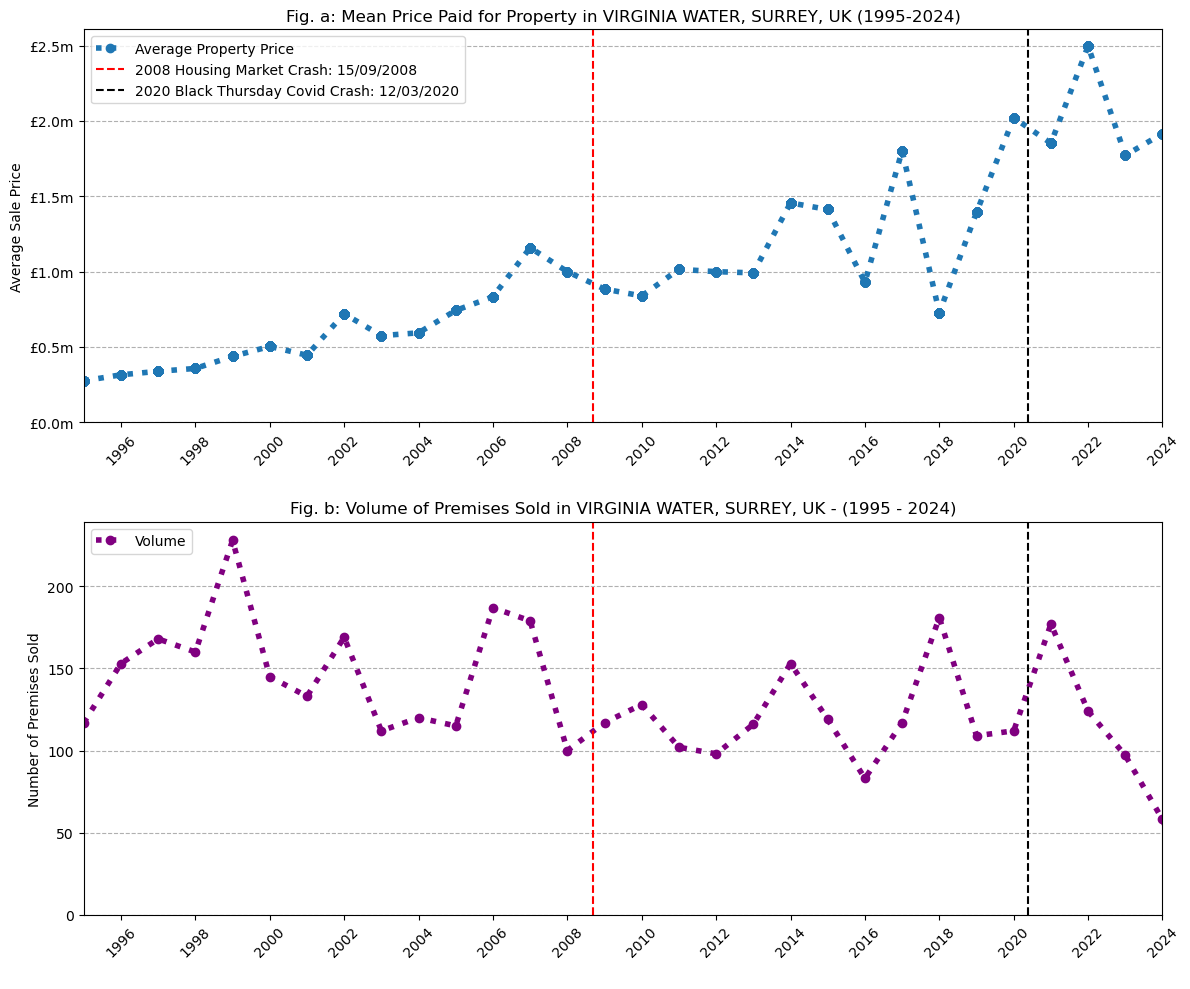 Fig. a: Mean Price Paid for Property in VIRGINIA WATER, SURREY, UK (1995-2024)
Average Property Price
2008 Housing Market Crash: 15/09/2008
2020 Black Thursday Covid Crash: 12/03/2020
Average Sale Price
£2.5m
£2.0m
£1.5m
£1.0m
£0.5m
£0.0m
1996 1998 2000 2002 2004 2006 2008 2010 2012 2014 2016 2018 2020 2022 2024
Fig. b: Volume of Premises Sold in VIRGINIA WATER, SURREY, UK - (1995 - 2024)
Volume
Number of Premises Sold
200
150
100
50
0
1996 1998 2000 2002 2004 2006 2008 2010 2012 2014 2016 2018 2020 2022 2024